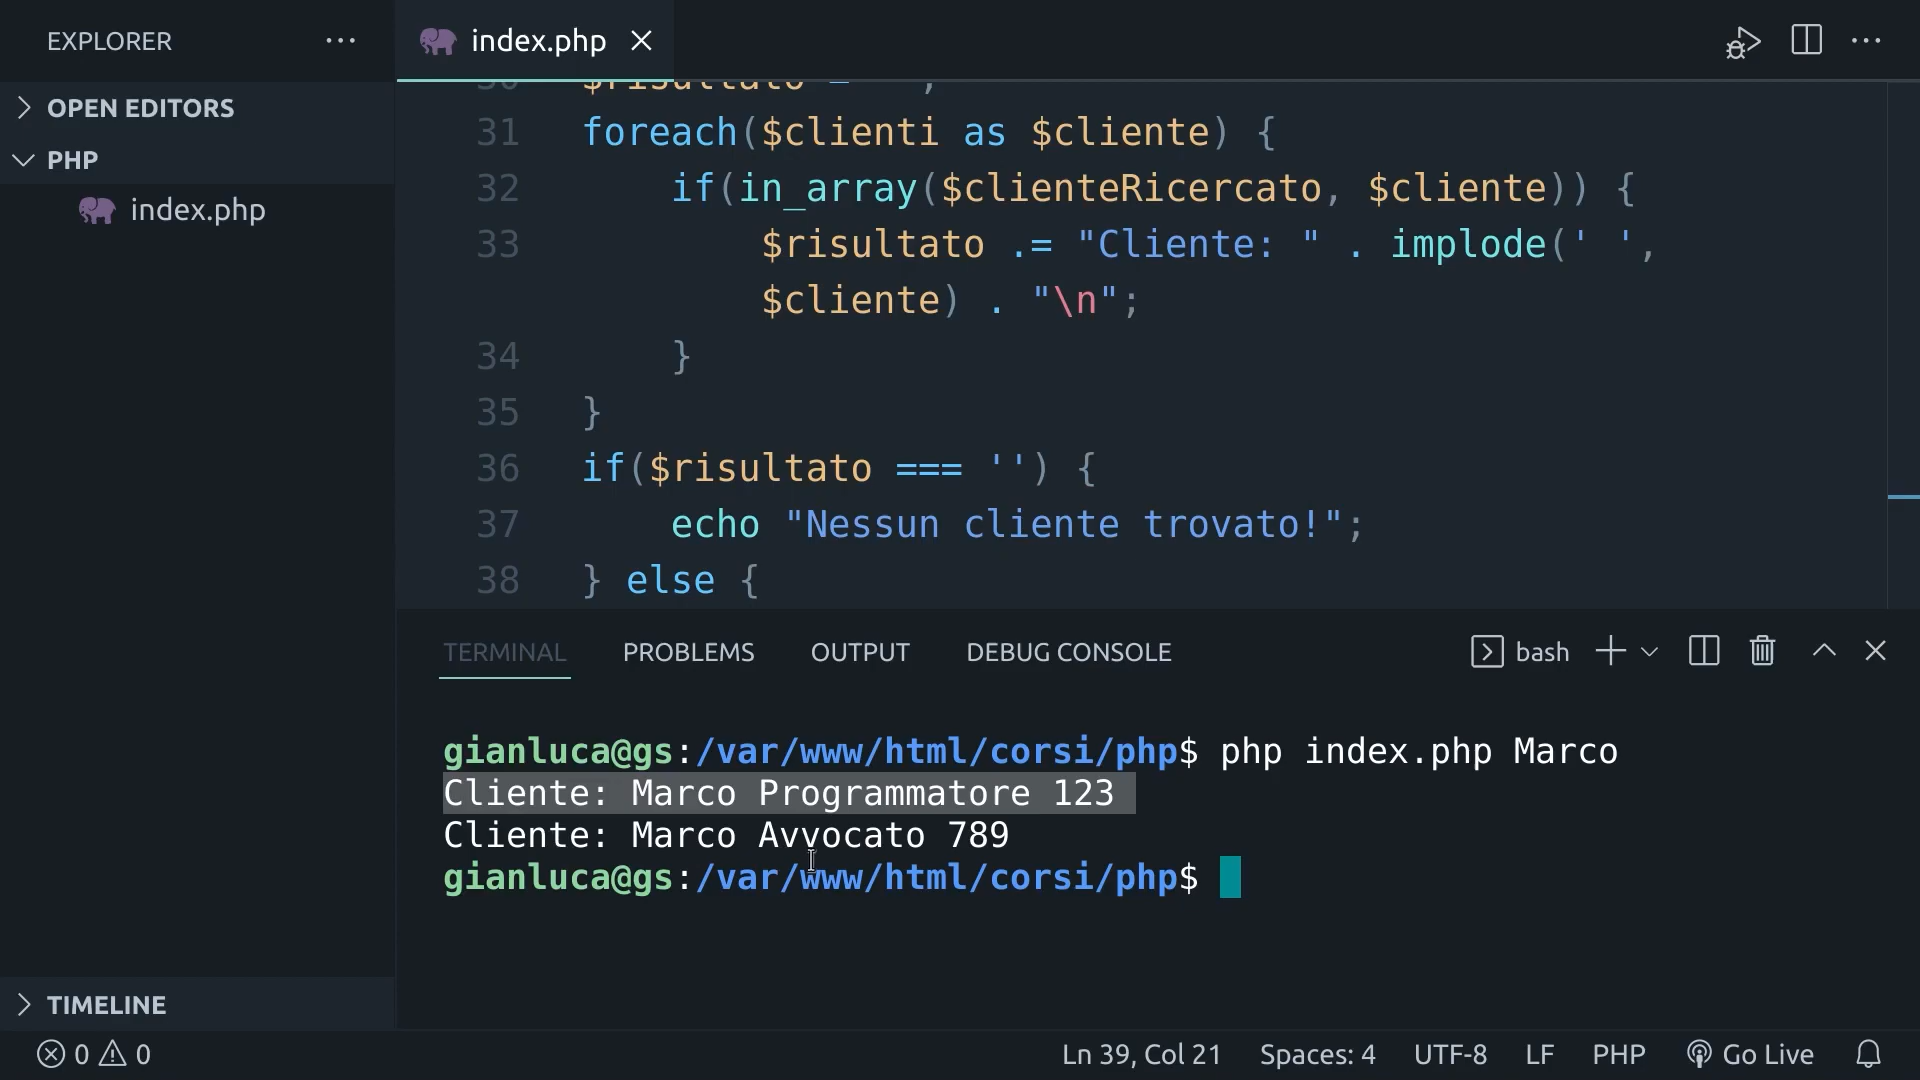 EXPLORER
index.php
OPEN EDITORS
PHP
index.php
30 $risultato = '';
31 foreach($clienti as $cliente) {
32 if(in_array($clienteRicercato, $cliente)) {
33 $risultato .= "Cliente: " . implode(' ',
$cliente) . "\n";
34 }
35 }
36 if($risultato === '') {
37 echo "Nessun cliente trovato!";
38 } else {
TERMINAL PROBLEMS OUTPUT DEBUG CONSOLE
bash
gianluca@gs:/var/www/html/corsi/php$ php index.php Marco
Cliente: Marco Programmatore 123
Cliente: Marco Avvocato 789
gianluca@gs:/var/www/html/corsi/php$
TIMELINE
0 0
Ln 39, Col 21 Spaces: 4 UTF-8 LF PHP Go Live